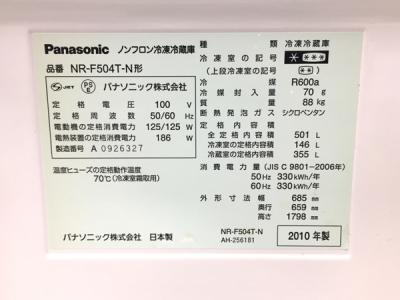 Panasonic ノンフロン冷凍冷蔵庫
品番 NR-F504T-N形
JET PS E パナソニック株式会社
定格電圧 100 V
定格周波数 50/60 Hz
電動機の定格消費電力 125/125 W
電熱装置の定格消費電力 186 W
製造番号 A 0926327
温度ヒューズの定格動作温度
70℃(冷凍室霜取用)
パナソニック株式会社 日本製
種類 冷凍冷蔵庫
冷凍室の記号
(上段冷凍室の記号)
冷媒 R600a
冷媒封入量 70 g
質量 88 kg
断熱発泡ガス シクロペンタン
定格内容積
全定格内容積 501 L
冷凍室の定格内容積 146 L
冷蔵室の定格内容積 355 L
消費電力量(JIS C 9801-2006年)
50Hz 330kWh/年
60Hz 330kWh/年
外形寸法 幅 685 mm
奥行 659 mm
高さ 1798 mm
NR-F504T-N
AH-256181
2010年製